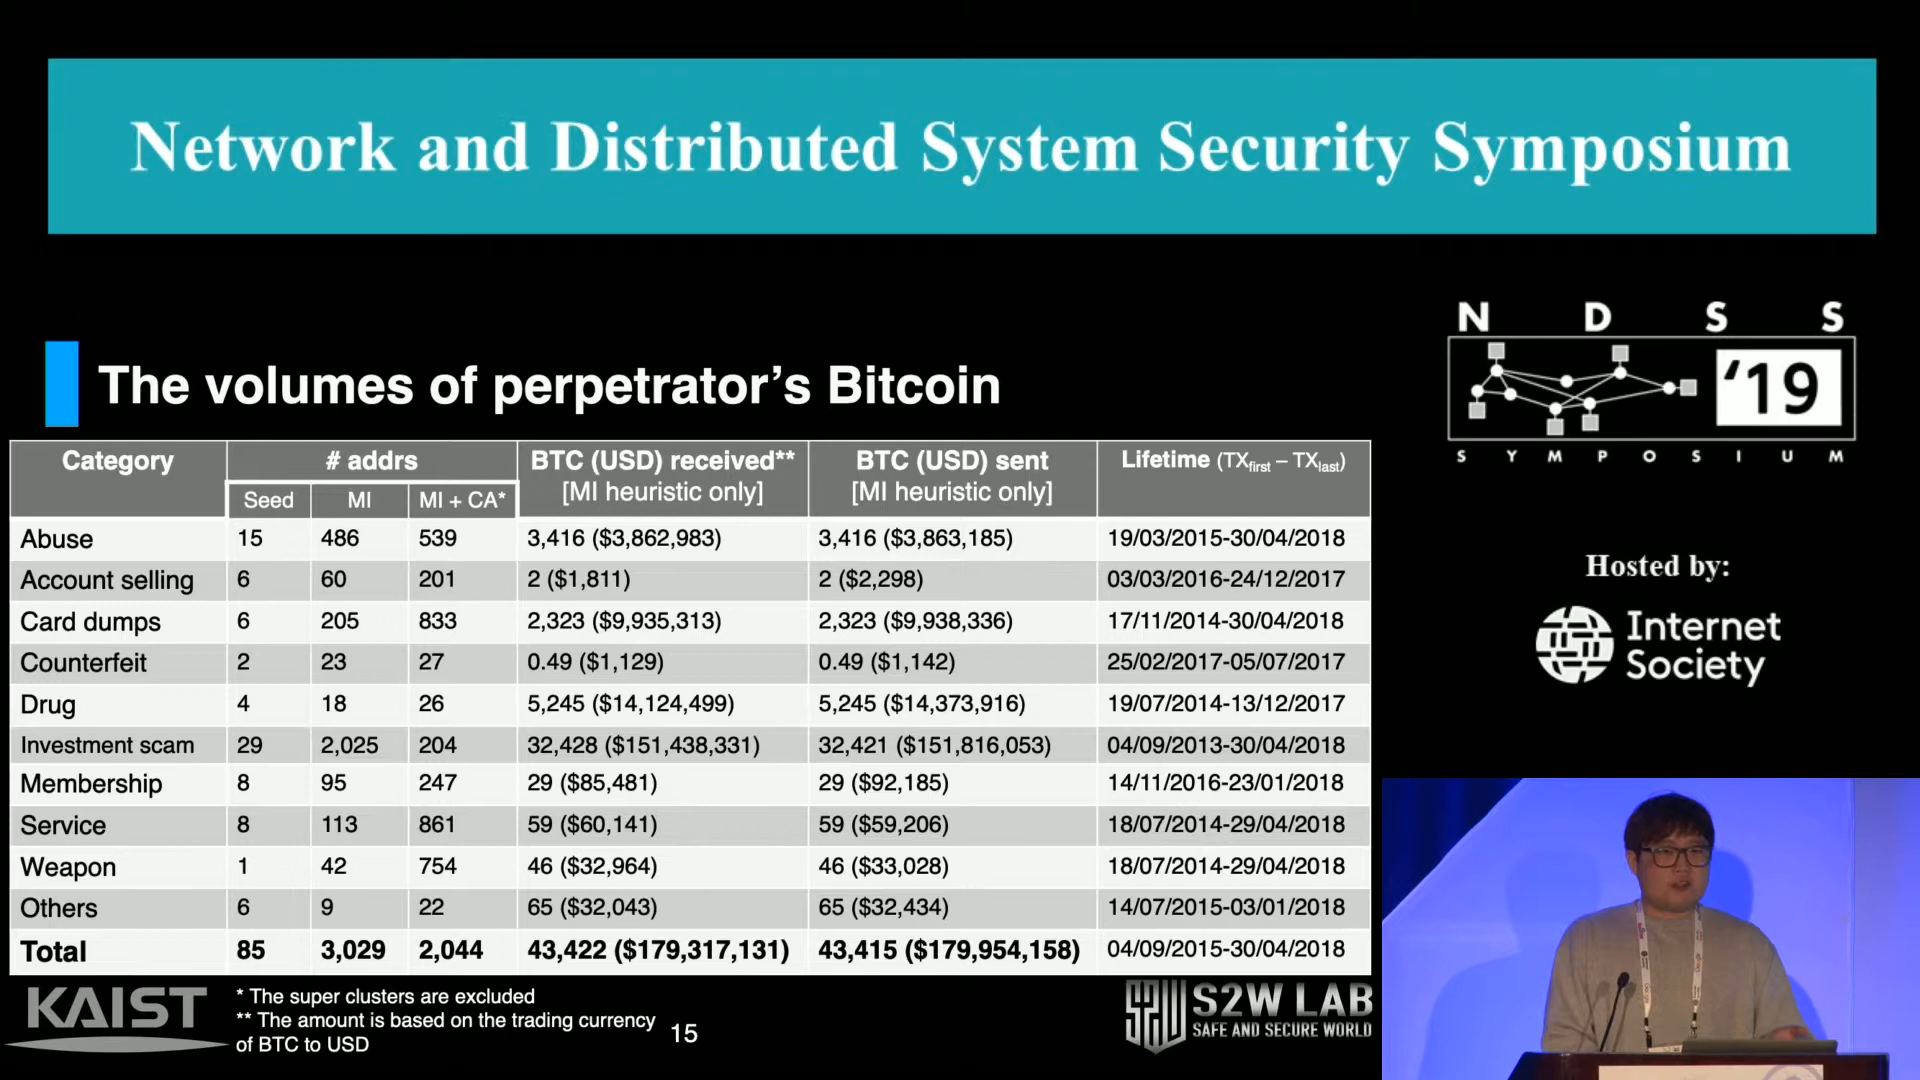 Network and Distributed System Security Symposium
N D S S
'19
S Y M P O S I U M
Hosted by:
Internet
Society
The volumes of perpetrator's Bitcoin
Category # addrs BTC (USD) received** BTC (USD) sent Lifetime (TXfirst – TXlast)
Seed MI MI + CA* [MI heuristic only] [MI heuristic only]
Abuse 15 486 539 3,416 ($3,862,983) 3,416 ($3,863,185) 19/03/2015-30/04/2018
Account selling 6 60 201 2 ($1,811) 2 ($2,298) 03/03/2016-24/12/2017
Card dumps 6 205 833 2,323 ($9,935,313) 2,323 ($9,938,336) 17/11/2014-30/04/2018
Counterfeit 2 23 27 0.49 ($1,129) 0.49 ($1,142) 25/02/2017-05/07/2017
Drug 4 18 26 5,245 ($14,124,499) 5,245 ($14,373,916) 19/07/2014-13/12/2017
Investment scam 29 2,025 204 32,428 ($151,438,331) 32,421 ($151,816,053) 04/09/2013-30/04/2018
Membership 8 95 247 29 ($85,481) 29 ($92,185) 14/11/2016-23/01/2018
Service 8 113 861 59 ($60,141) 59 ($59,206) 18/07/2014-29/04/2018
Weapon 1 42 754 46 ($32,964) 46 ($33,028) 18/07/2014-29/04/2018
Others 6 9 22 65 ($32,043) 65 ($32,434) 14/07/2015-03/01/2018
Total 85 3,029 2,044 43,422 ($179,317,131) 43,415 ($179,954,158) 04/09/2015-30/04/2018
KAIST
* The super clusters are excluded
** The amount is based on the trading currency
of BTC to USD
15
S2W LAB
SAFE AND SECURE WORLD